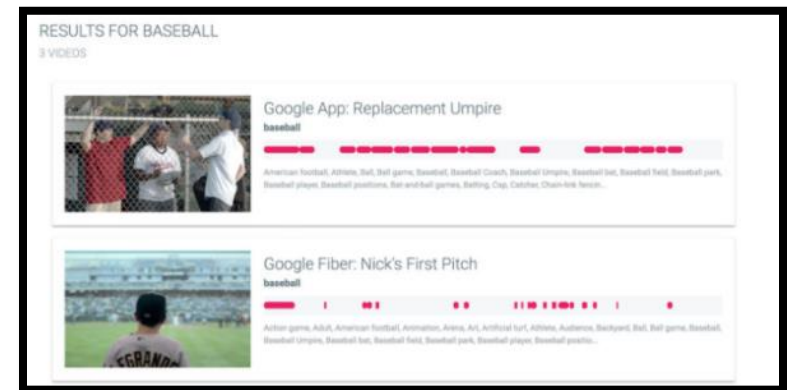 RESULTS FOR BASEBALL
3 VIDEOS
Google App: Replacement Umpire
baseball
American football, Athlete, Ball, Ball game, Baseball, Baseball Coach, Baseball Umpire, Baseball bat, Baseball field, Baseball park,
Baseball player, Baseball positions, Bat-and-ball games, Batting, Cap, Catcher, Chain-link fencin...
Google Fiber: Nick's First Pitch
baseball
Action game, Adult, American football, Animation, Arena, Art, Artificial turf, Athlete, Audience, Backyard, Ball, Ball game, Baseball,
Baseball Umpire, Baseball bat, Baseball field, Baseball park, Baseball player, Baseball positio...
LEGRAND